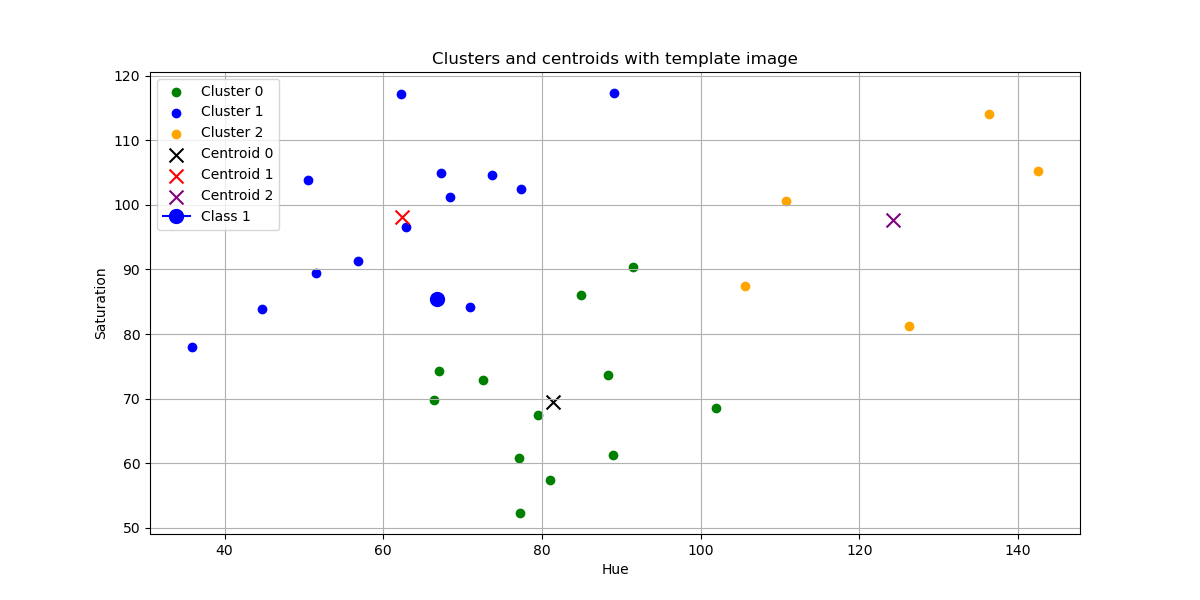 Clusters and centroids with template image
Cluster 0
Cluster 1
Cluster 2
Centroid 0
Centroid 1
Centroid 2
Class 1
120
110
100
90
80
70
60
50
Saturation
40 60 80 100 120 140
Hue